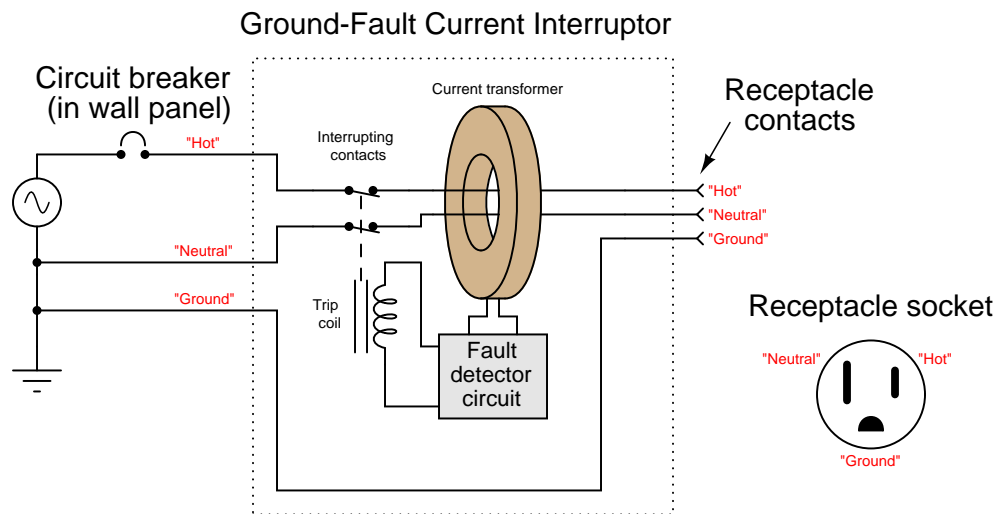 Ground-Fault Current Interruptor
Circuit breaker
(in wall panel)
"Hot"
Interrupting
contacts
Current transformer
Receptacle
contacts
"Hot"
"Neutral"
"Ground"
"Neutral"
"Ground"
Trip
coil
Fault
detector
circuit
Receptacle socket
"Neutral"
"Hot"
"Ground"